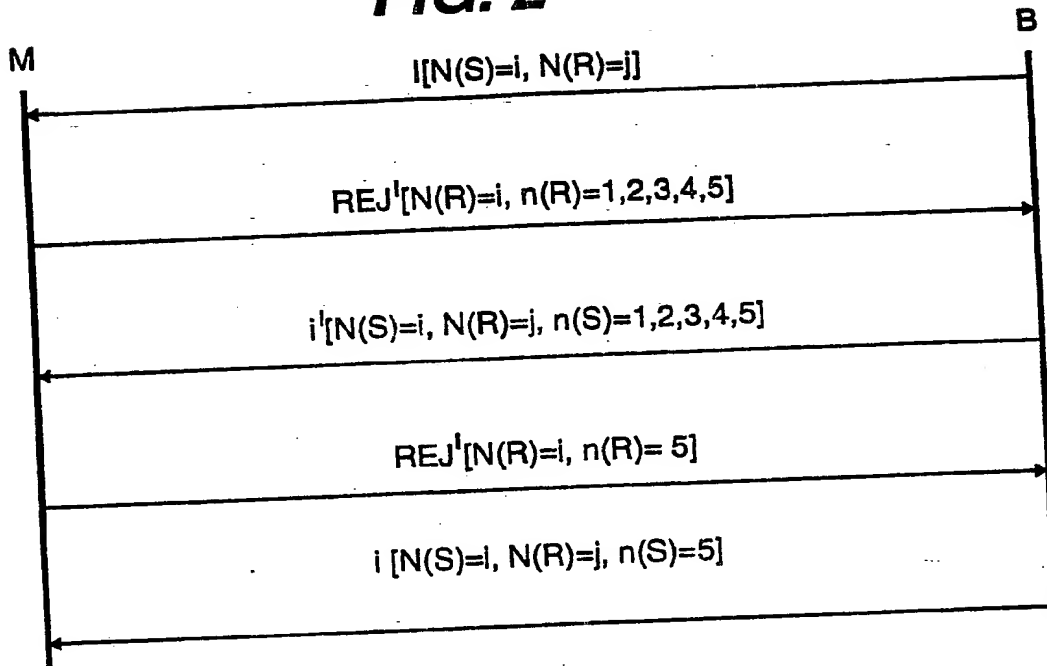 M
B
I[N(S)=i, N(R)=j]
REJ'[N(R)=i, n(R)=1,2,3,4,5]
i'[N(S)=i, N(R)=j, n(S)=1,2,3,4,5]
REJ'[N(R)=i, n(R)= 5]
i [N(S)=i, N(R)=j, n(S)=5]